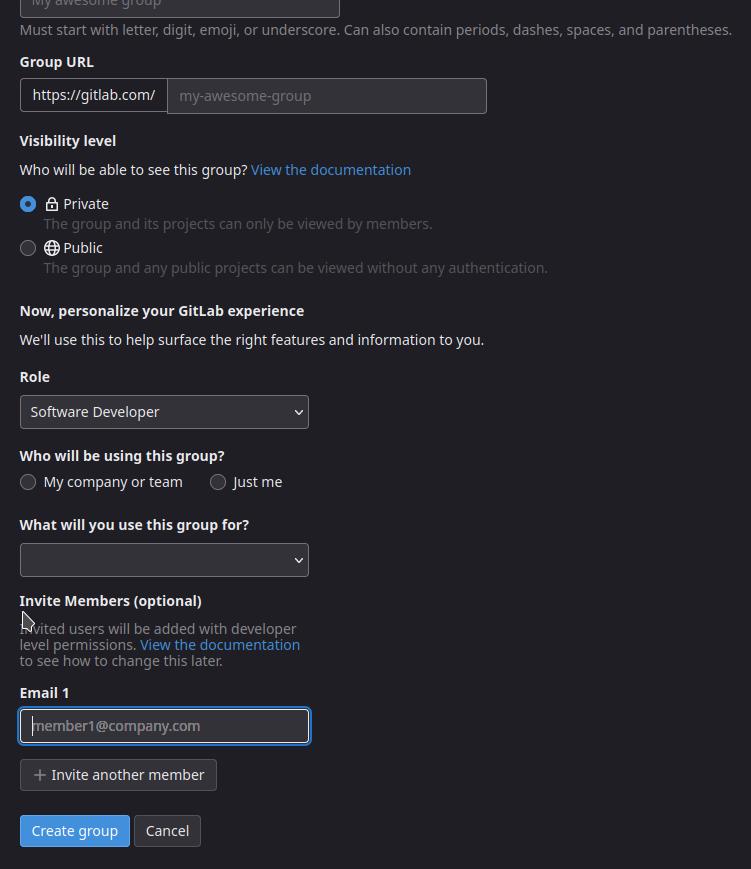 My awesome group
Must start with letter, digit, emoji, or underscore. Can also contain periods, dashes, spaces, and parentheses.
Group URL
https://gitlab.com/ my-awesome-group
Visibility level
Who will be able to see this group? View the documentation
Private
The group and its projects can only be viewed by members.
Public
The group and any public projects can be viewed without any authentication.
Now, personalize your GitLab experience
We'll use this to help surface the right features and information to you.
Role
Software Developer
Who will be using this group?
My company or team Just me
What will you use this group for?
Invite Members (optional)
Invited users will be added with developer
level permissions. View the documentation
to see how to change this later.
Email 1
member1@company.com
Invite another member
Create group Cancel